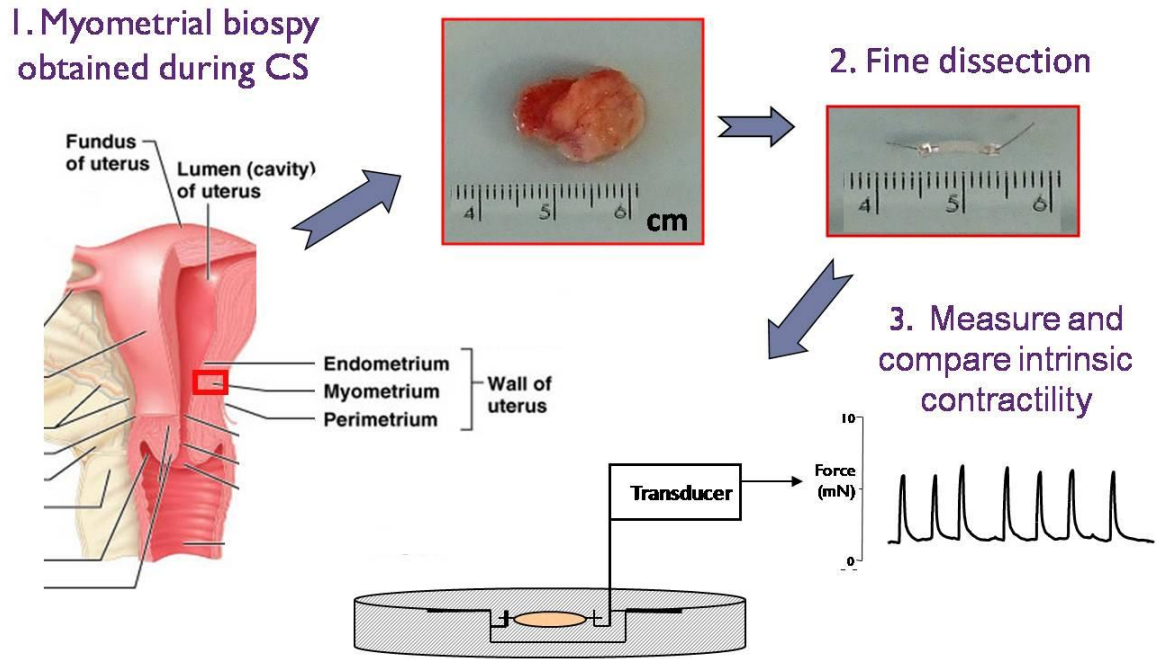 1. Myometrial biospy
obtained during CS
2. Fine dissection
Fundus
of uterus
Lumen (cavity)
of uterus
4 5 6
cm
4 5 6
3. Measure and
compare intrinsic
contractility
Endometrium
Myometrium
Perimetrium
Wall of
uterus
10
Force
(mN)
0
Transducer